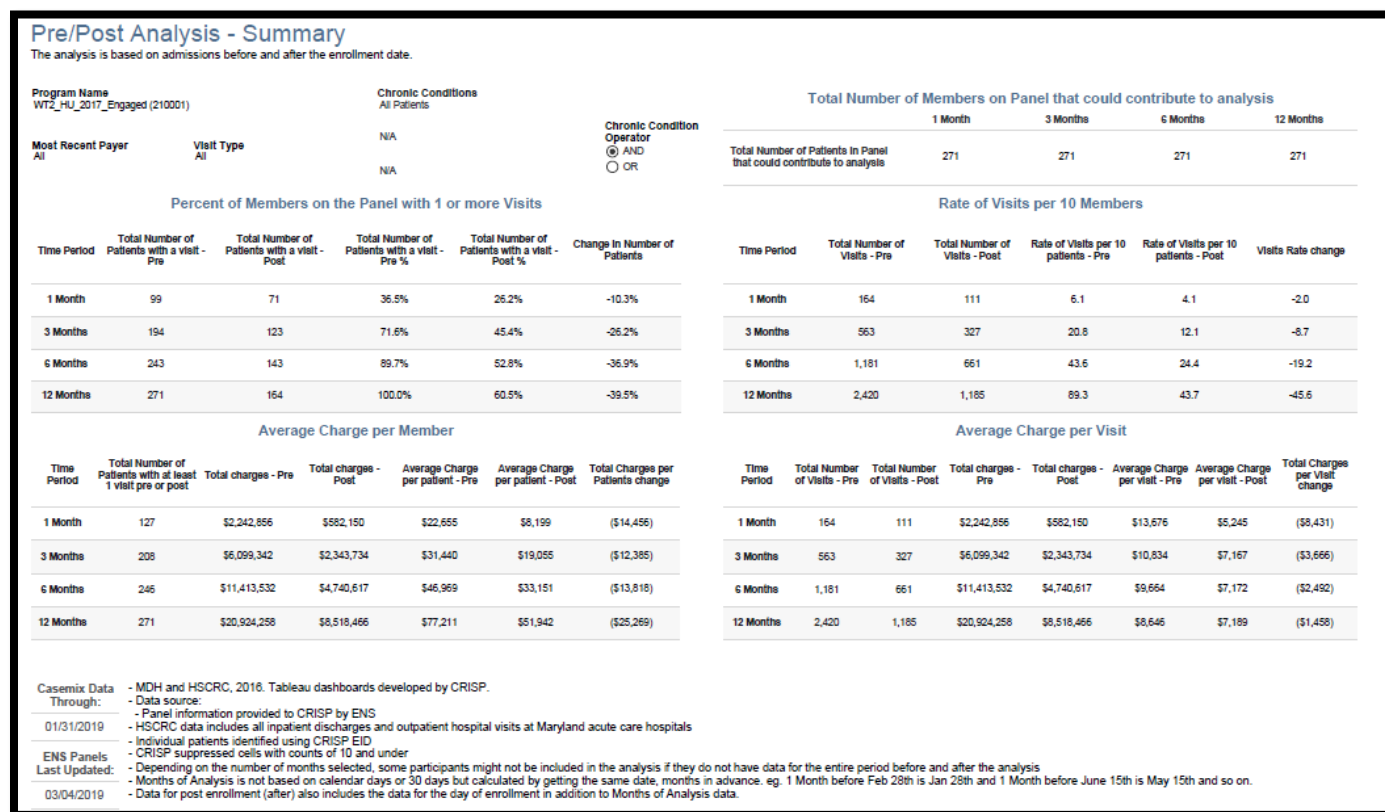 Pre/Post Analysis - Summary
The analysis is based on admissions before and after the enrollment date.
Program Name
WT2_HU_2017_Engaged (210001)
Chronic Conditions
All Patients
N/A
N/A
Most Recent Payer
All
Visit Type
All
Chronic Condition
Operator
AND
OR
Total Number of Members on Panel that could contribute to analysis
1 Month 3 Months 6 Months 12 Months
Total Number of Patients in Panel
that could contribute to analysis
271 271 271 271
Percent of Members on the Panel with 1 or more Visits
Time Period
Total Number of
Patients with a visit -
Pre
Total Number of
Patients with a visit -
Post
Total Number of
Patients with a visit -
Pre %
Total Number of
Patients with a visit -
Post %
Change in Number of
Patients
1 Month 99 71 36.5% 26.2% -10.3%
3 Months 194 123 71.6% 45.4% -26.2%
6 Months 243 143 89.7% 52.8% -36.9%
12 Months 271 164 100.0% 60.5% -39.5%
Rate of Visits per 10 Members
Time Period
Total Number of
Visits - Pre
Total Number of
Visits - Post
Rate of Visits per 10
patients - Pre
Rate of Visits per 10
patients - Post
Visits Rate change
1 Month 164 111 6.1 4.1 -2.0
3 Months 563 327 20.8 12.1 -8.7
6 Months 1,181 661 43.6 24.4 -19.2
12 Months 2,420 1,185 89.3 43.7 -45.6
Average Charge per Member
Time
Period
Total Number of
Patients with at least
1 visit pre or post
Total charges - Pre
Total charges -
Post
Average Charge
per patient - Pre
Average Charge
per patient - Post
Total Charges per
Patients change
1 Month 127 $2,242,856 $582,150 $22,655 $8,199 ($14,456)
3 Months 208 $6,099,342 $2,343,734 $31,440 $19,055 ($12,385)
6 Months 246 $11,413,532 $4,740,617 $46,969 $33,151 ($13,818)
12 Months 271 $20,924,258 $8,518,466 $77,211 $51,942 ($25,269)
Average Charge per Visit
Time
Period
Total Number
of Visits - Pre
Total Number
of Visits - Post
Total charges -
Pre
Total charges -
Post
Average Charge
per visit - Pre
Average Charge
per visit - Post
Total Charges
per Visit
change
1 Month 164 111 $2,242,856 $582,150 $13,676 $5,245 ($8,431)
3 Months 563 327 $6,099,342 $2,343,734 $10,834 $7,167 ($3,666)
6 Months 1,181 661 $11,413,532 $4,740,617 $9,664 $7,172 ($2,492)
12 Months 2,420 1,185 $20,924,258 $8,518,466 $8,646 $7,189 ($1,458)
Casemix Data
Through:
01/31/2019
ENS Panels
Last Updated:
03/04/2019
- MDH and HSCRC, 2016. Tableau dashboards developed by CRISP.
- Data source:
- Panel information provided to CRISP by ENS
- HSCRC data includes all inpatient discharges and outpatient hospital visits at Maryland acute care hospitals
- Individual patients identified using CRISP EID
- CRISP suppressed cells with counts of 10 and under
- Depending on the number of months selected, some participants might not be included in the analysis if they do not have data for the entire period before and after the analysis
- Months of Analysis is not based on calendar days or 30 days but calculated by getting the same date, months in advance. eg. 1 Month before Feb 28th is Jan 28th and 1 Month before June 15th is May 15th and so on.
- Data for post enrollment (after) also includes the data for the day of enrollment in addition to Months of Analysis data.